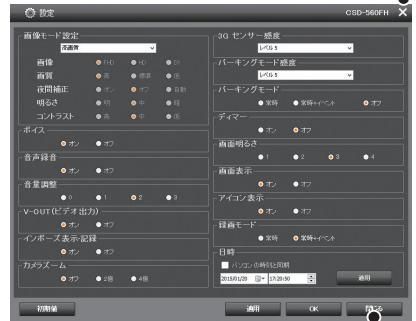 設定
CSD-560FH
画像モード設定
高画質
画像 FHD HD D1
画質 高 標準 低
夜間補正 オン オフ 自動
明るさ 明 中 暗
コントラスト 高 中 低
ボイス
オン オフ
音声録音
オン オフ
音量調整
0 1 2 3
V-OUT(ビデオ出力)
オン オフ
インポーズ表示・記録
オン オフ
カメラズーム
オフ 2倍 4倍
3G センサー感度
レベル 5
パーキングモード感度
レベル 5
パーキングモード
常時 常時+イベント オフ
ディマー
オン オフ
画面明るさ
1 2 3 4
画面表示
オン オフ
アイコン表示
オン オフ
録画モード
常時 常時+イベント
日時
パソコンの時刻と同期
2015/01/20 17:20:50 適用
初期値 適用 OK 閉じる